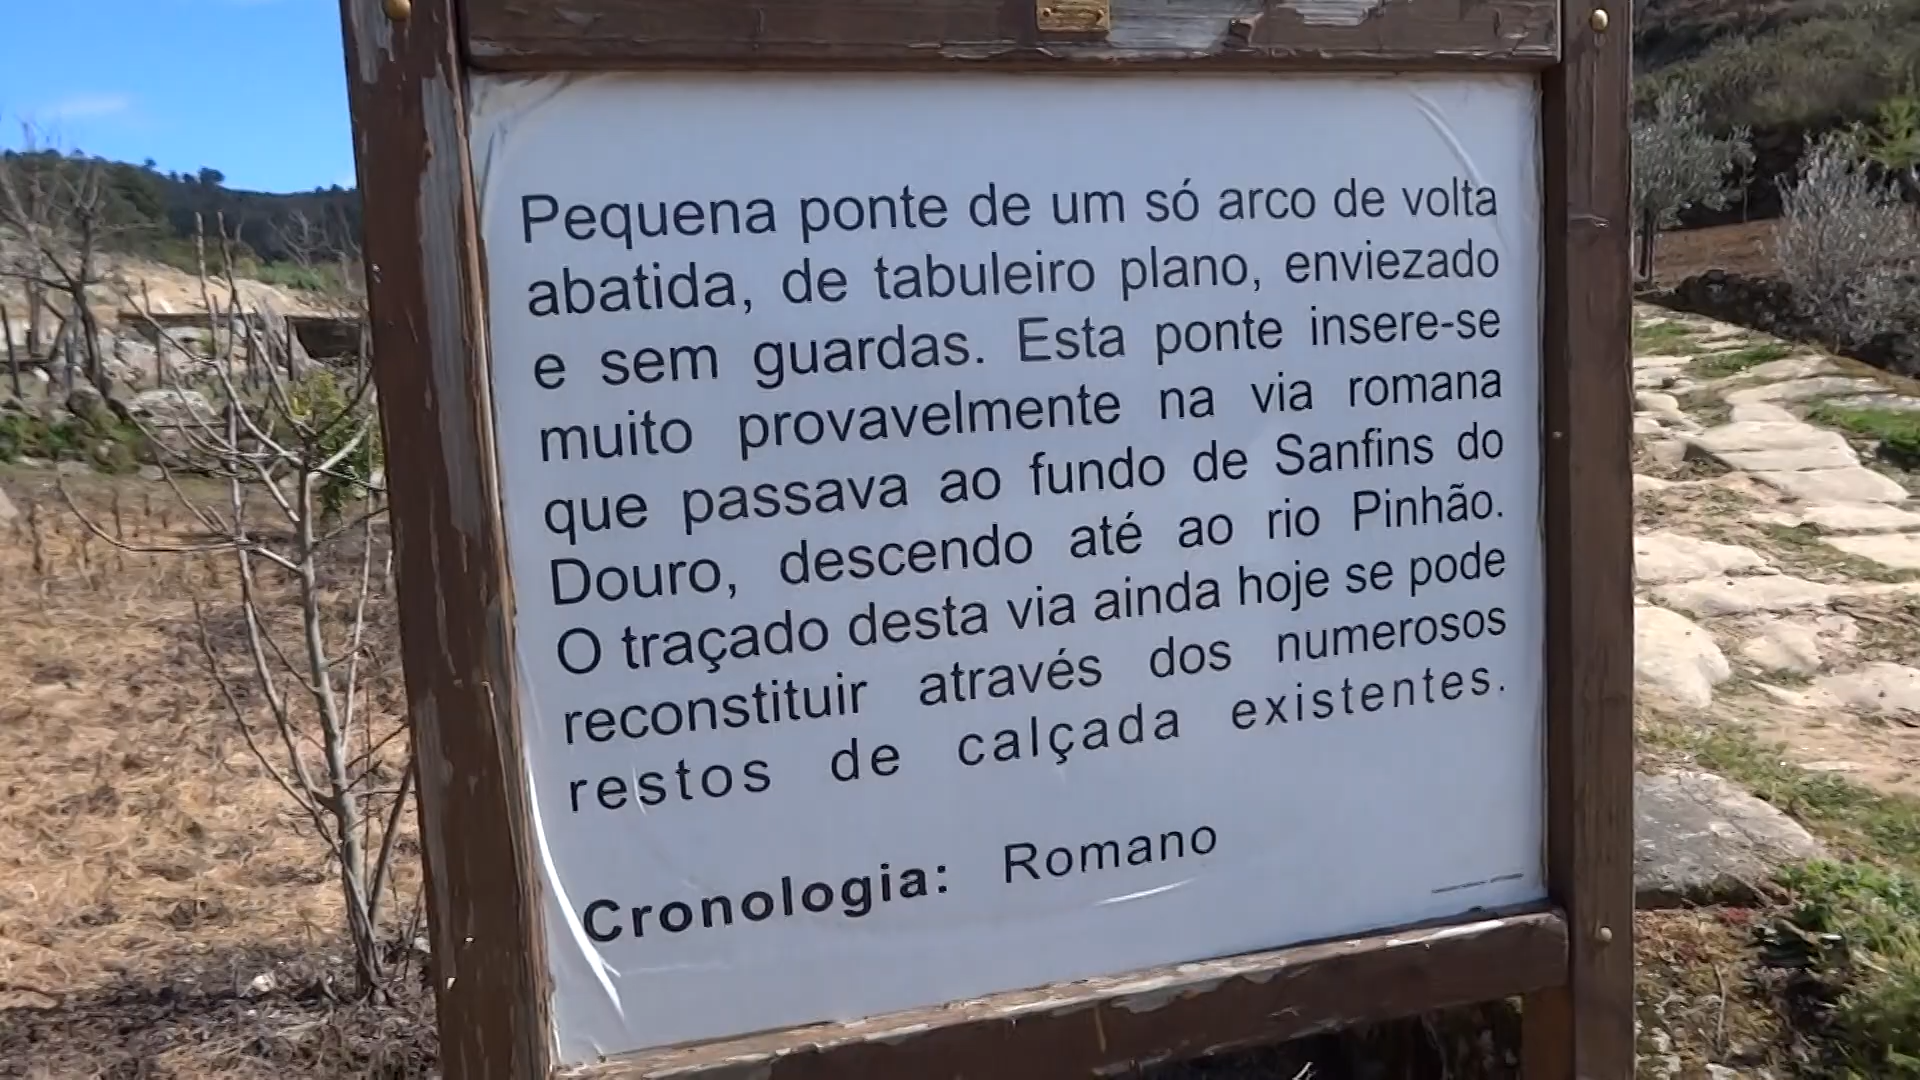 Pequena ponte de um só arco de volta
abatida, de tabuleiro plano, enviezado
e sem guardas. Esta ponte insere-se
muito provavelmente na via romana
que passava ao fundo de Sanfins do
Douro, descendo até ao rio Pinhão.
O traçado desta via ainda hoje se pode
reconstituir através dos numerosos
restos de calçada existentes.
Cronologia: Romano